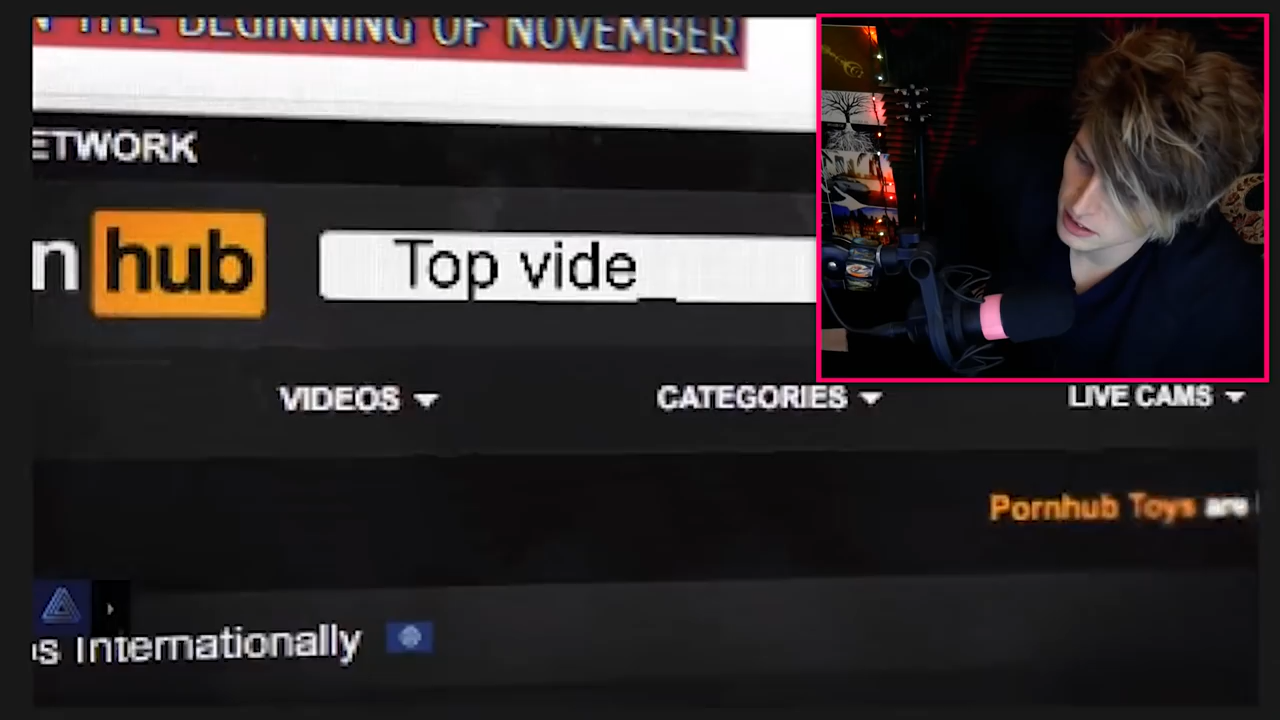 THE BEGINNING OF NOVEMBER
ETWORK
n hub
Top vide
VIDEOS
CATEGORIES
LIVE CAMS
Pornhub Toys are
s Internationally